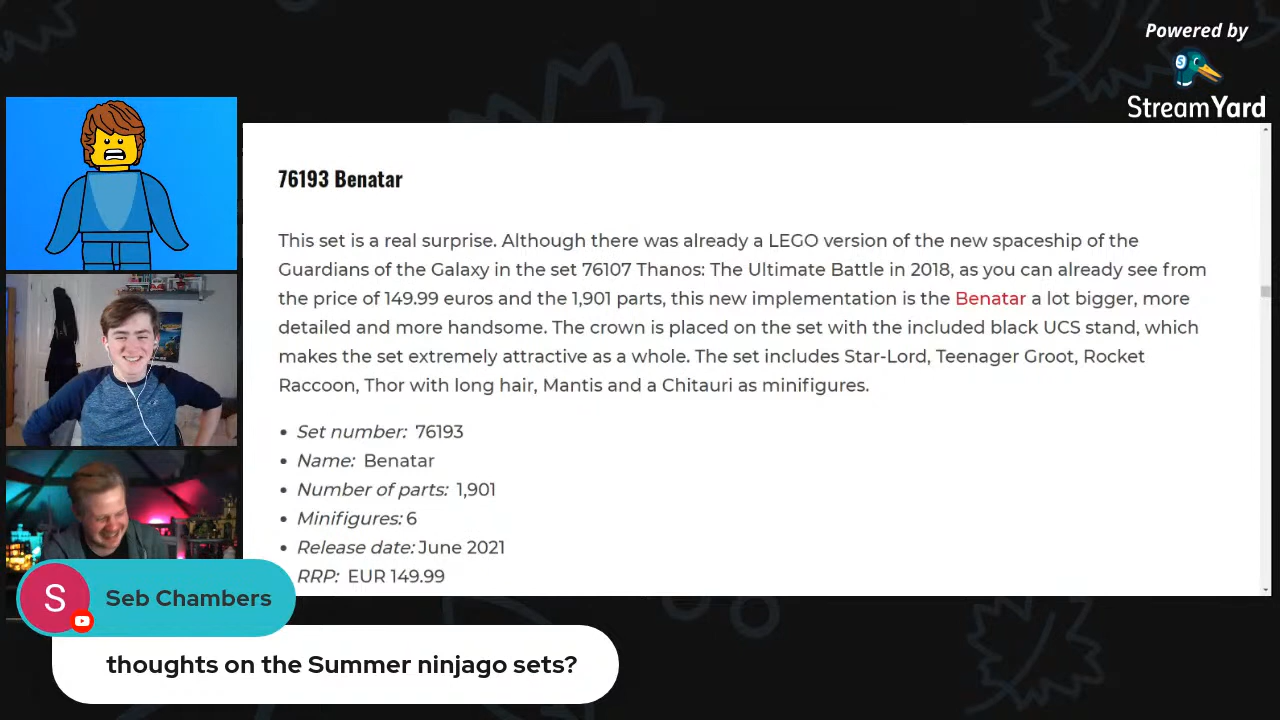 Powered by
StreamYard
76193 Benatar
This set is a real surprise. Although there was already a LEGO version of the new spaceship of the
Guardians of the Galaxy in the set 76107 Thanos: The Ultimate Battle in 2018, as you can already see from
the price of 149.99 euros and the 1,901 parts, this new implementation is the Benatar a lot bigger, more
detailed and more handsome. The crown is placed on the set with the included black UCS stand, which
makes the set extremely attractive as a whole. The set includes Star-Lord, Teenager Groot, Rocket
Raccoon, Thor with long hair, Mantis and a Chitauri as minifigures.
• Set number: 76193
• Name: Benatar
• Number of parts: 1,901
• Minifigures: 6
• Release date: June 2021
RRP: EUR 149.99
S
Seb Chambers
thoughts on the Summer ninjago sets?